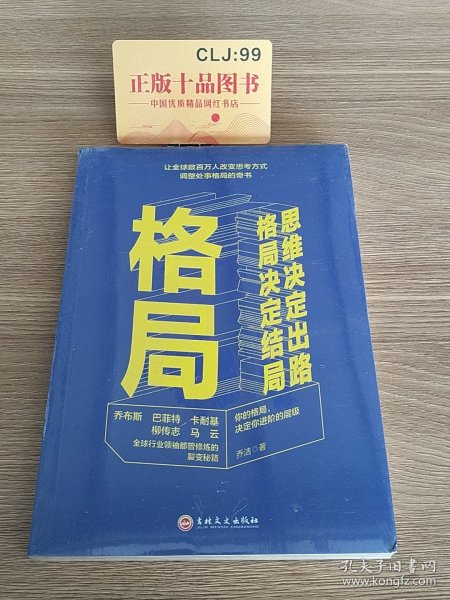 CLJ:99
正版十品图书
中国优质精品网红书店
让全球数百万人改变思考方式
调整处事格局的奇书
格局
思维决定出路
格局决定结局
乔布斯 巴菲特 卡耐基
柳传志 马云
全球行业领袖都曾修炼的
裂变秘籍
你的格局,
决定你进阶的层级
乔洁◎著
吉林文史出版社
JILIN WENSHI CHUBANSHE
孔夫子旧书网
www.kongfz.com